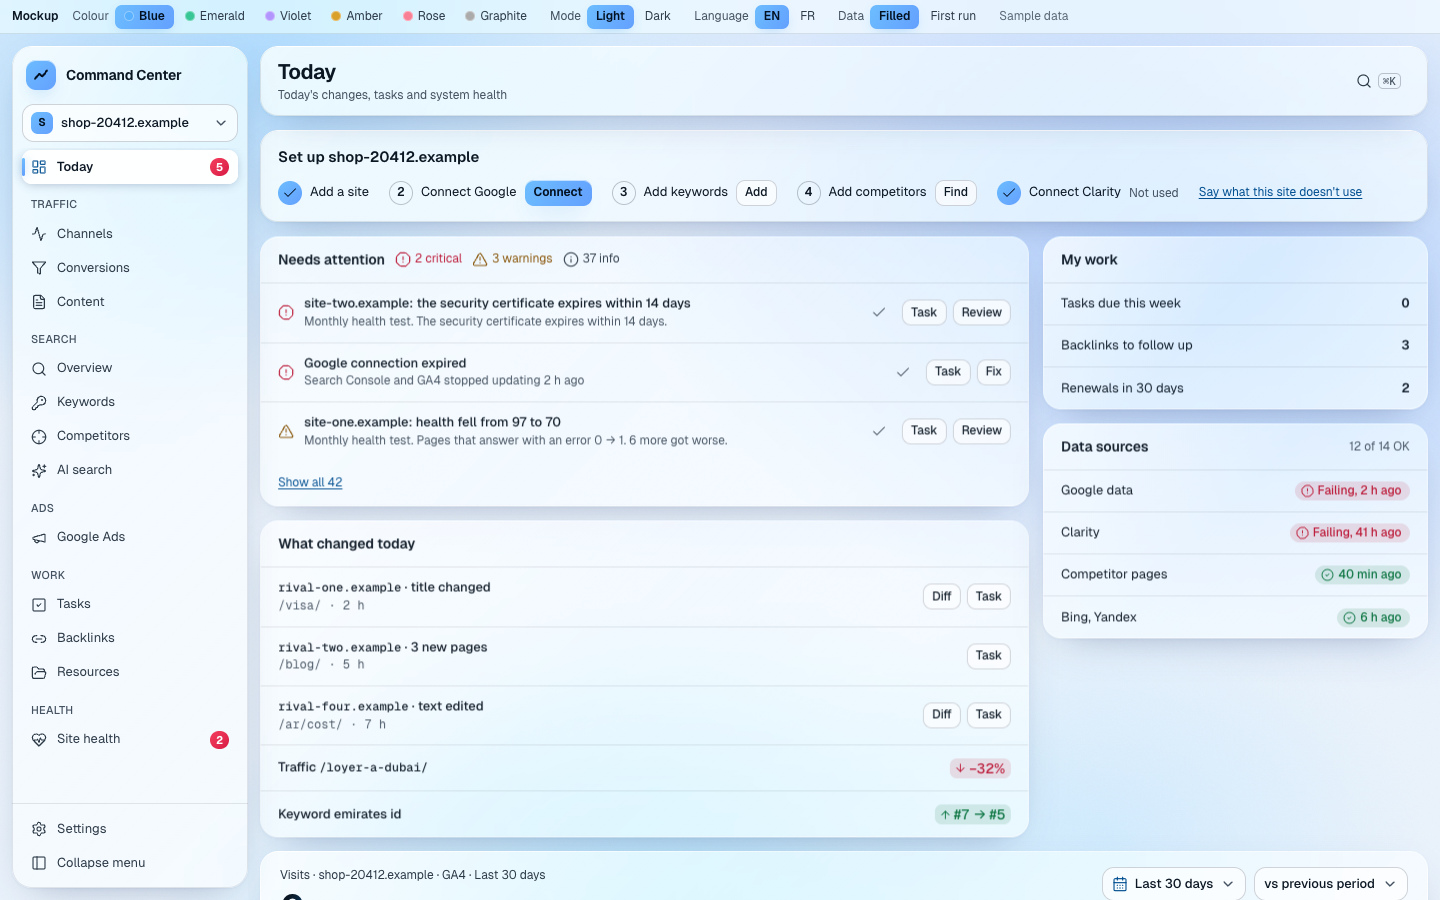 Mockup Colour Blue Emerald Violet Amber Rose Graphite Mode Light Dark Language EN FR Data Filled First run Sample data
Command Center
S shop-20412.example
Today 5
TRAFFIC
Channels
Conversions
Content
SEARCH
Overview
Keywords
Competitors
AI search
ADS
Google Ads
WORK
Tasks
Backlinks
Resources
HEALTH
Site health 2
Settings
Collapse menu
Today
Today's changes, tasks and system health
⌘K
Set up shop-20412.example
Add a site 2 Connect Google Connect 3 Add keywords Add 4 Add competitors Find Connect Clarity Not used Say what this site doesn't use
Needs attention 2 critical 3 warnings 37 info
site-two.example: the security certificate expires within 14 days
Monthly health test. The security certificate expires within 14 days.
Task Review
Google connection expired
Search Console and GA4 stopped updating 2 h ago
Task Fix
site-one.example: health fell from 97 to 70
Monthly health test. Pages that answer with an error 0 → 1. 6 more got worse.
Task Review
Show all 42
What changed today
rival-one.example · title changed
/visa/ · 2 h
Diff Task
rival-two.example · 3 new pages
/blog/ · 5 h
Task
rival-four.example · text edited
/ar/cost/ · 7 h
Diff Task
Traffic /loyer-a-dubai/ ↓ −32%
Keyword emirates id ↑ #7 → #5
My work
Tasks due this week 0
Backlinks to follow up 3
Renewals in 30 days 2
Data sources 12 of 14 OK
Google data Failing, 2 h ago
Clarity Failing, 41 h ago
Competitor pages 40 min ago
Bing, Yandex 6 h ago
Visits · shop-20412.example · GA4 · Last 30 days
Last 30 days vs previous period